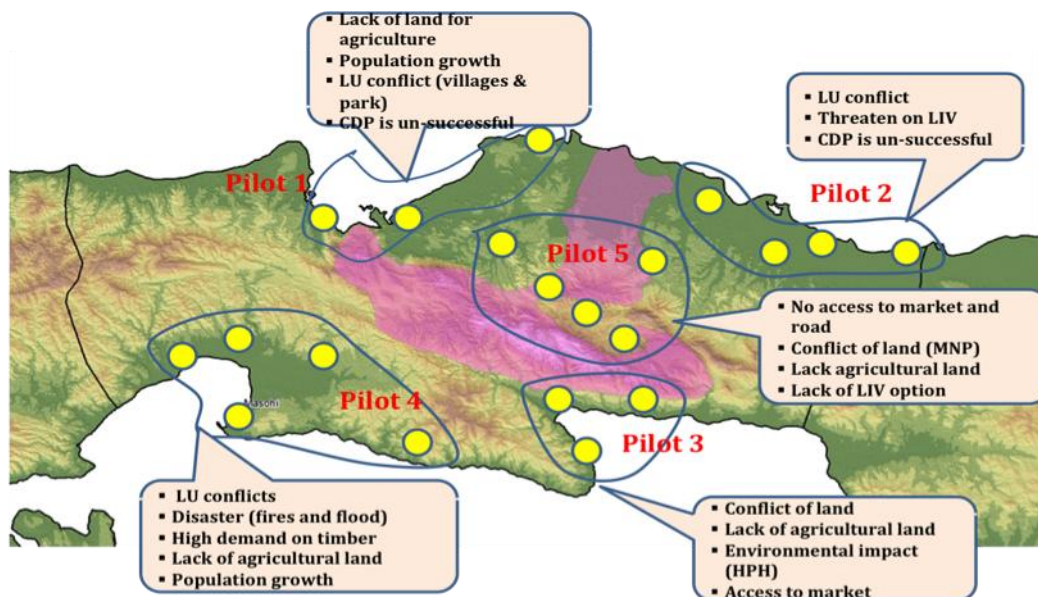 ▪ Lack of land for
agriculture
▪ Population growth
▪ LU conflict (villages &
park)
▪ CDP is un-successful
▪ LU conflict
▪ Threaten on LIV
▪ CDP is un-successful
Pilot 1
Pilot 2
Pilot 5
▪ No access to market and
road
▪ Conflict of land (MNP)
▪ Lack agricultural land
▪ Lack of LIV option
Masohi
Pilot 4
Pilot 3
▪ LU conflicts
▪ Disaster (fires and flood)
▪ High demand on timber
▪ Lack of agricultural land
▪ Population growth
▪ Conflict of land
▪ Lack of agricultural land
▪ Environmental impact
(HPH)
▪ Access to market